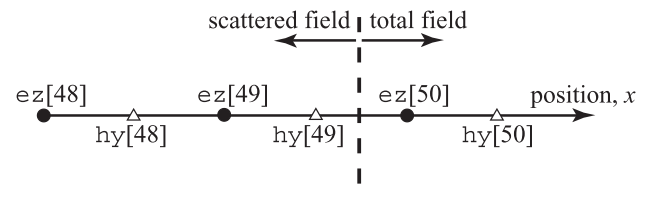 scattered field total field
ez[48] ez[49] ez[50] position, x
hy[48] hy[49] hy[50]